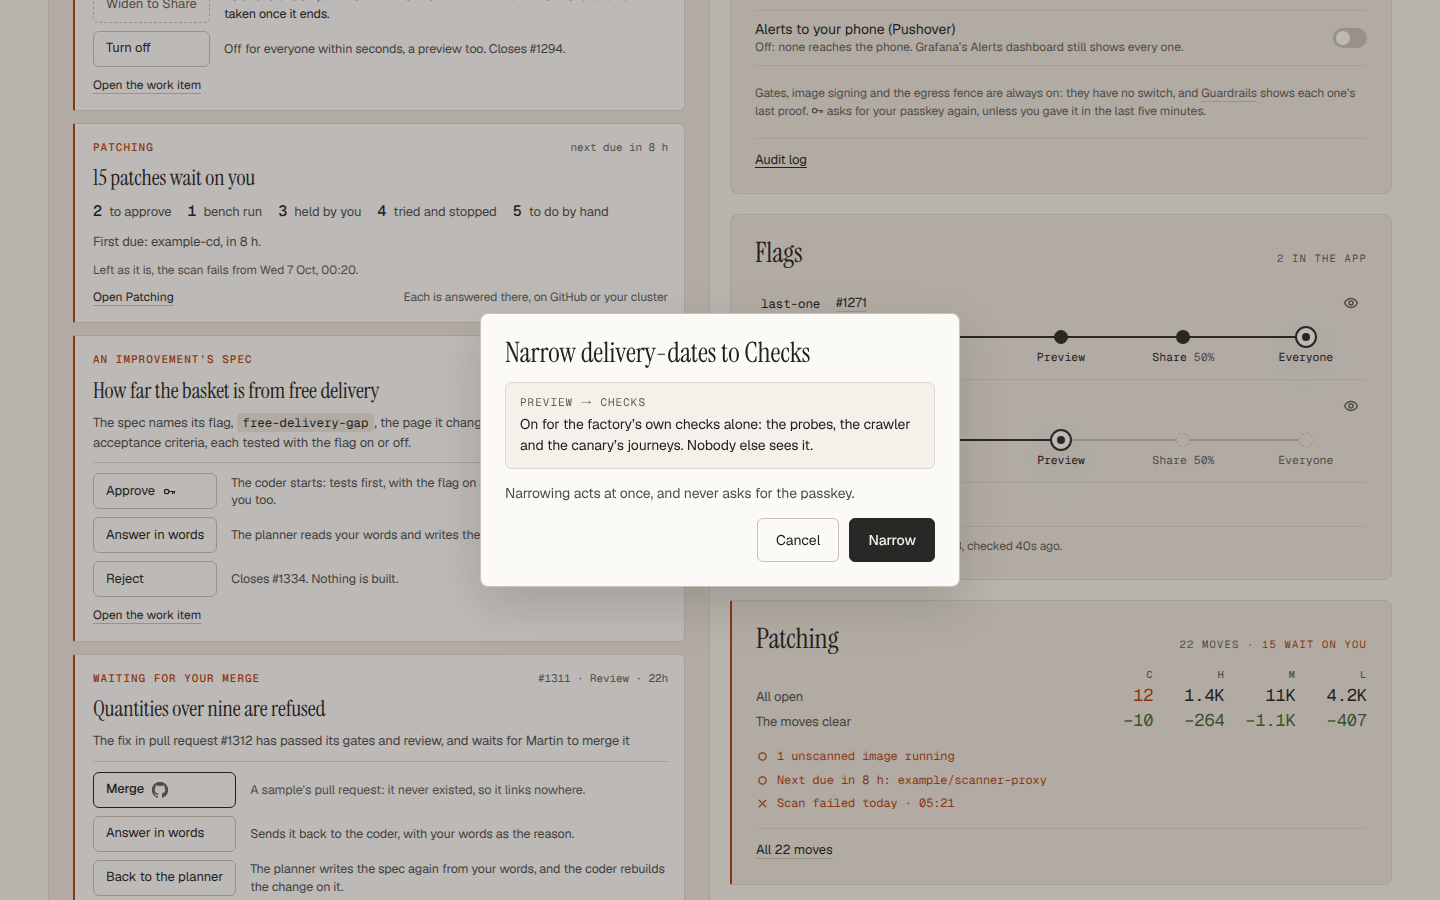 Widen to Share
taken once it ends.
Turn off
Off for everyone within seconds, a preview too. Closes #1294.
Open the work item
PATCHING
next due in 8 h
15 patches wait on you
2 to approve 1 bench run 3 held by you 4 tried and stopped 5 to do by hand
First due: example-cd, in 8 h.
Left as it is, the scan fails from Wed 7 Oct, 00:20.
Open Patching
Each is answered there, on GitHub or your cluster
AN IMPROVEMENT'S SPEC
How far the basket is from free delivery
The spec names its flag, free-delivery-gap, the page it chang
acceptance criteria, each tested with the flag on or off.
Approve
The coder starts: tests first, with the flag on
you too.
Answer in words
The planner reads your words and writes the
Reject
Closes #1334. Nothing is built.
Open the work item
WAITING FOR YOUR MERGE
#1311 · Review · 22h
Quantities over nine are refused
The fix in pull request #1312 has passed its gates and review, and waits for Martin to merge it
Merge
A sample's pull request: it never existed, so it links nowhere.
Answer in words
Sends it back to the coder, with your words as the reason.
Back to the planner
The planner writes the spec again from your words, and the coder rebuilds
the change on it.
Narrow delivery-dates to Checks
PREVIEW → CHECKS
On for the factory's own checks alone: the probes, the crawler
and the canary's journeys. Nobody else sees it.
Narrowing acts at once, and never asks for the passkey.
Cancel
Narrow
Alerts to your phone (Pushover)
Off: none reaches the phone. Grafana's Alerts dashboard still shows every one.
Gates, image signing and the egress fence are always on: they have no switch, and Guardrails shows each one's
last proof. asks for your passkey again, unless you gave it in the last five minutes.
Audit log
Flags
2 IN THE APP
last-one #1271
Preview
Share 50%
Everyone
Preview
Share 50%
Everyone
, checked 40s ago.
Patching
22 MOVES · 15 WAIT ON YOU
C H M L
All open 12 1.4K 11K 4.2K
The moves clear −10 −264 −1.1K −407
1 unscanned image running
Next due in 8 h: example/scanner-proxy
Scan failed today · 05:21
All 22 moves